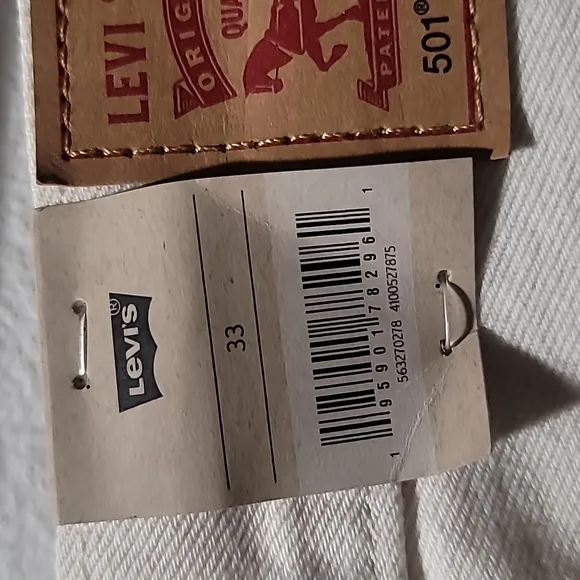 LEVI
ORIG
QUA
PATE
501®
LEVI'S®
33
1 95901 78296 1
563270278 4100527875